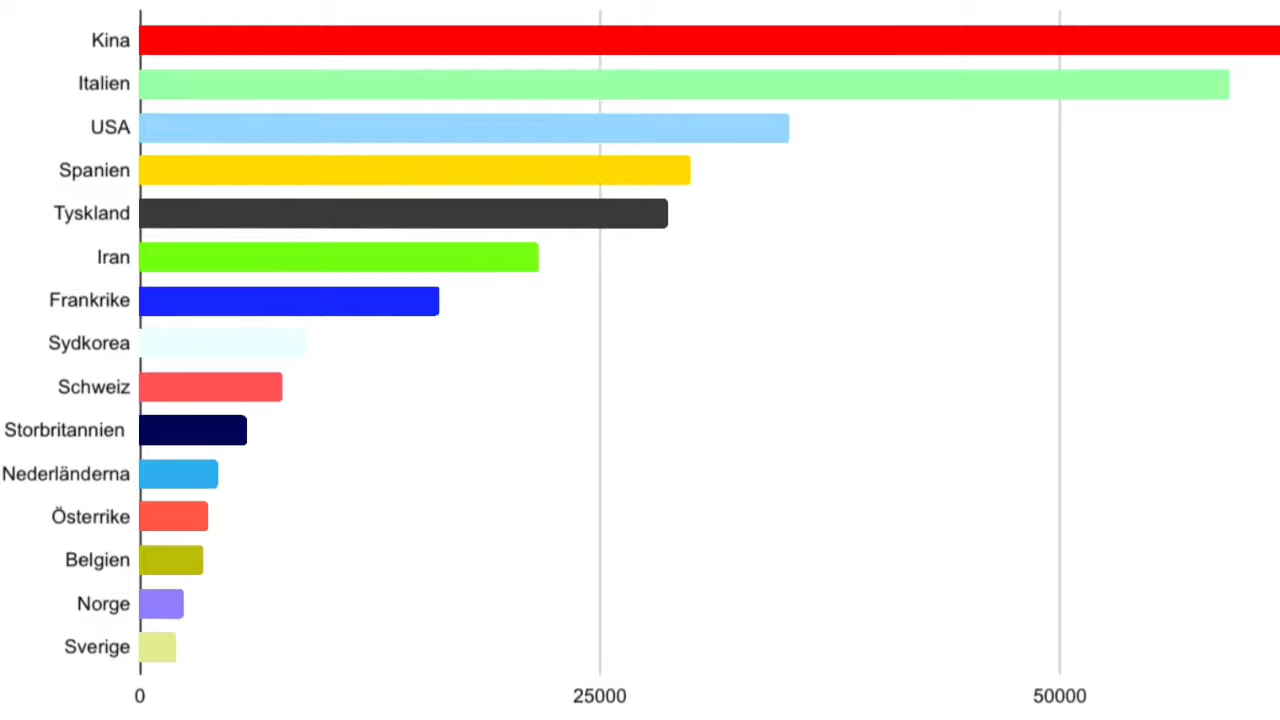 Kina
Italien
USA
Spanien
Tyskland
Iran
Frankrike
Sydkorea
Schweiz
Storbritannien
Nederländerna
Österrike
Belgien
Norge
Sverige
0 25000 50000